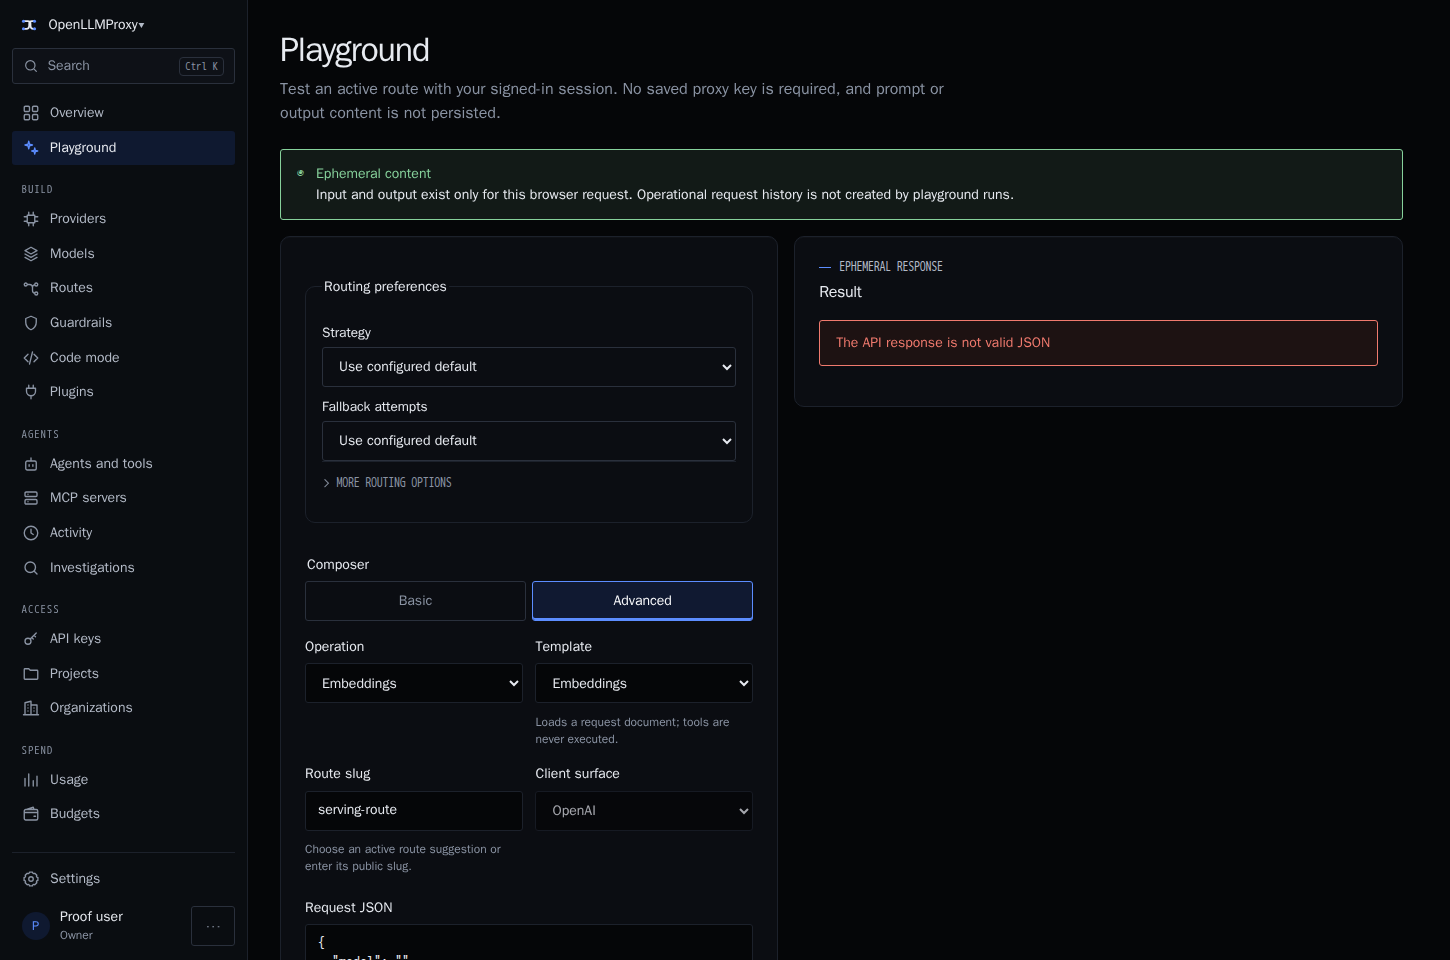 OpenLLMProxy▾
Search
Ctrl K
Overview
Playground
BUILD
Providers
Models
Routes
Guardrails
Code mode
Plugins
AGENTS
Agents and tools
MCP servers
Activity
Investigations
ACCESS
API keys
Projects
Organizations
SPEND
Usage
Budgets
Settings
P
Proof user
Owner
...
Playground
Test an active route with your signed-in session. No saved proxy key is required, and prompt or
output content is not persisted.
Ephemeral content
Input and output exist only for this browser request. Operational request history is not created by playground runs.
Routing preferences
Strategy
Use configured default
Fallback attempts
Use configured default
MORE ROUTING OPTIONS
Composer
Basic
Advanced
Operation
Template
Embeddings
Embeddings
Loads a request document; tools are
never executed.
Route slug
Client surface
serving-route
OpenAI
Choose an active route suggestion or
enter its public slug.
Request JSON
{
"model": ""
— EPHEMERAL RESPONSE
Result
The API response is not valid JSON